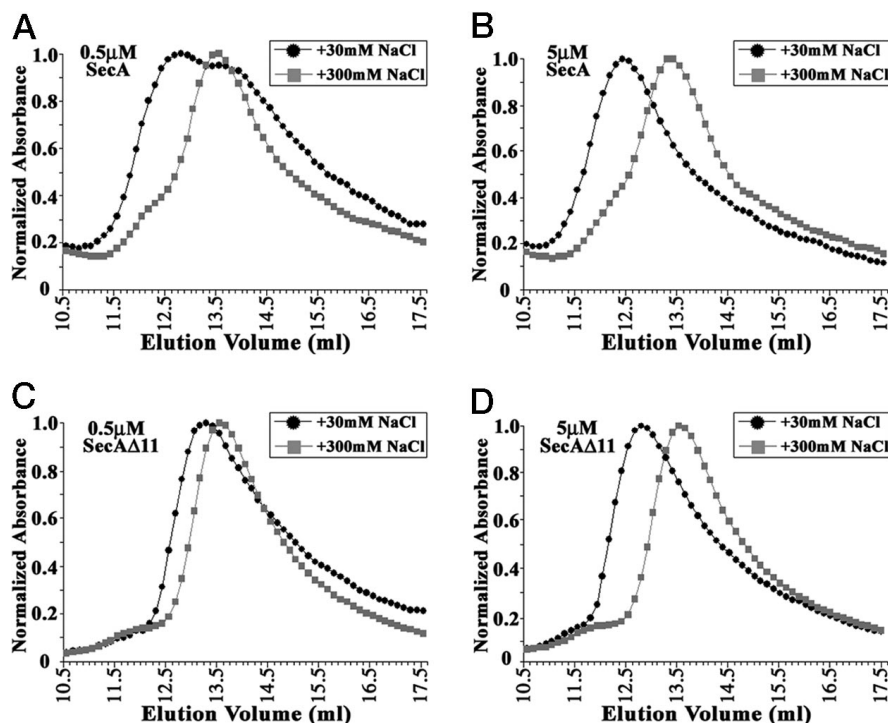 A
0.5µM
SecA
+30mM NaCl
+300mM NaCl
Normalized Absorbance
1.0
0.8
0.6
0.4
0.2
0
10.5
11.5
12.5
13.5
14.5
15.5
16.5
17.5
Elution Volume (ml)
B
5µM
SecA
+30mM NaCl
+300mM NaCl
Normalized Absorbance
1.0
0.8
0.6
0.4
0.2
0
10.5
11.5
12.5
13.5
14.5
15.5
16.5
17.5
Elution Volume (ml)
C
0.5µM
SecAΔ11
+30mM NaCl
+300mM NaCl
Normalized Absorbance
1.0
0.8
0.6
0.4
0.2
0
10.5
11.5
12.5
13.5
14.5
15.5
16.5
17.5
Elution Volume (ml)
D
5µM
SecAΔ11
+30mM NaCl
+300mM NaCl
Normalized Absorbance
1.0
0.8
0.6
0.4
0.2
0
10.5
11.5
12.5
13.5
14.5
15.5
16.5
17.5
Elution Volume (ml)